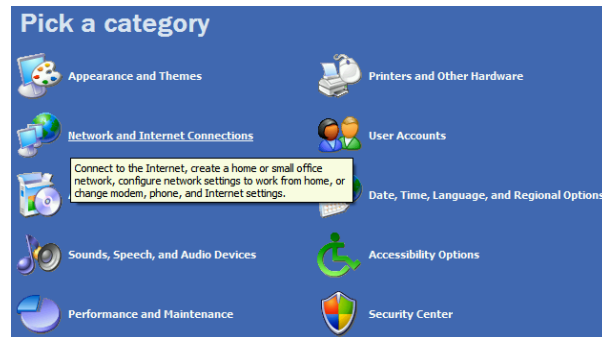 Pick a category
Appearance and Themes
Printers and Other Hardware
Network and Internet Connections
User Accounts
Connect to the Internet, create a home or small office
network, configure network settings to work from home, or
change modem, phone, and Internet settings.
Date, Time, Language, and Regional Options
Sounds, Speech, and Audio Devices
Accessibility Options
Performance and Maintenance
Security Center